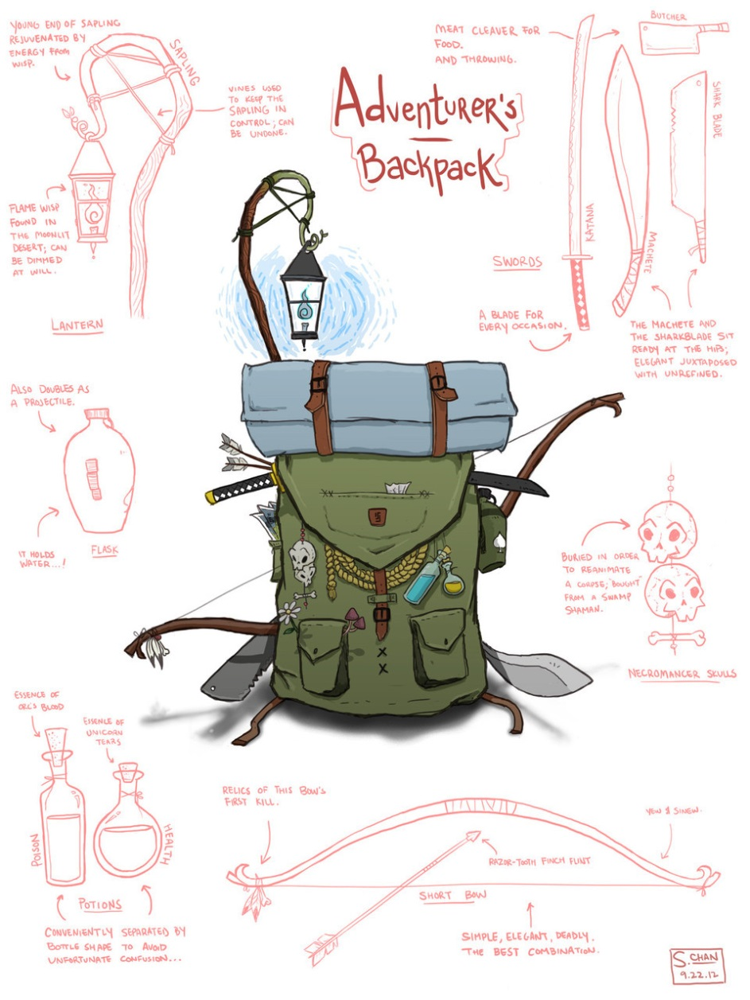 Adventurer's
Backpack
YOUNG END OF SAPLING
REJUVENATED BY
ENERGY FROM
WISP.
SAPLING
VINES USED
TO KEEP THE
SAPLING IN
CONTROL; CAN
BE UNDONE.
FLAME WISP
FOUND IN
THE MOONLIT
DESERT; CAN
BE DIMMED
AT WILL.
LANTERN
MEAT CLEAVER FOR
FOOD.
AND THROWING.
BUTCHER
SHARK BLADE
KATANA
MACHETE
SWORDS
A BLADE FOR
EVERY OCCASION.
THE MACHETE AND
THE SHARKBLADE SIT
READY AT THE HIPS;
ELEGANT JUXTAPOSED
WITH UNREFINED.
ALSO DOUBLES AS
A PROJECTILE.
IT HOLDS
WATER...!
FLASK
BURIED IN ORDER
TO REANIMATE
A CORPSE; "BOUGHT"
FROM A SWAMP
SHAMAN.
NECROMANCER SKULLS
ESSENCE OF
ORC'S BLOOD
ESSENCE OF
UNICORN
TEARS
POISON
HEALTH
POTIONS
CONVENIENTLY SEPARATED BY
BOTTLE SHAPE TO AVOID
UNFORTUNATE CONFUSION...
RELICS OF THIS BOW'S
FIRST KILL.
YEW & SINEW.
RAZOR-TOOTH FINCH FLINT
SHORT BOW
SIMPLE, ELEGANT, DEADLY.
THE BEST COMBINATION.
S. CHAN
9.22.12